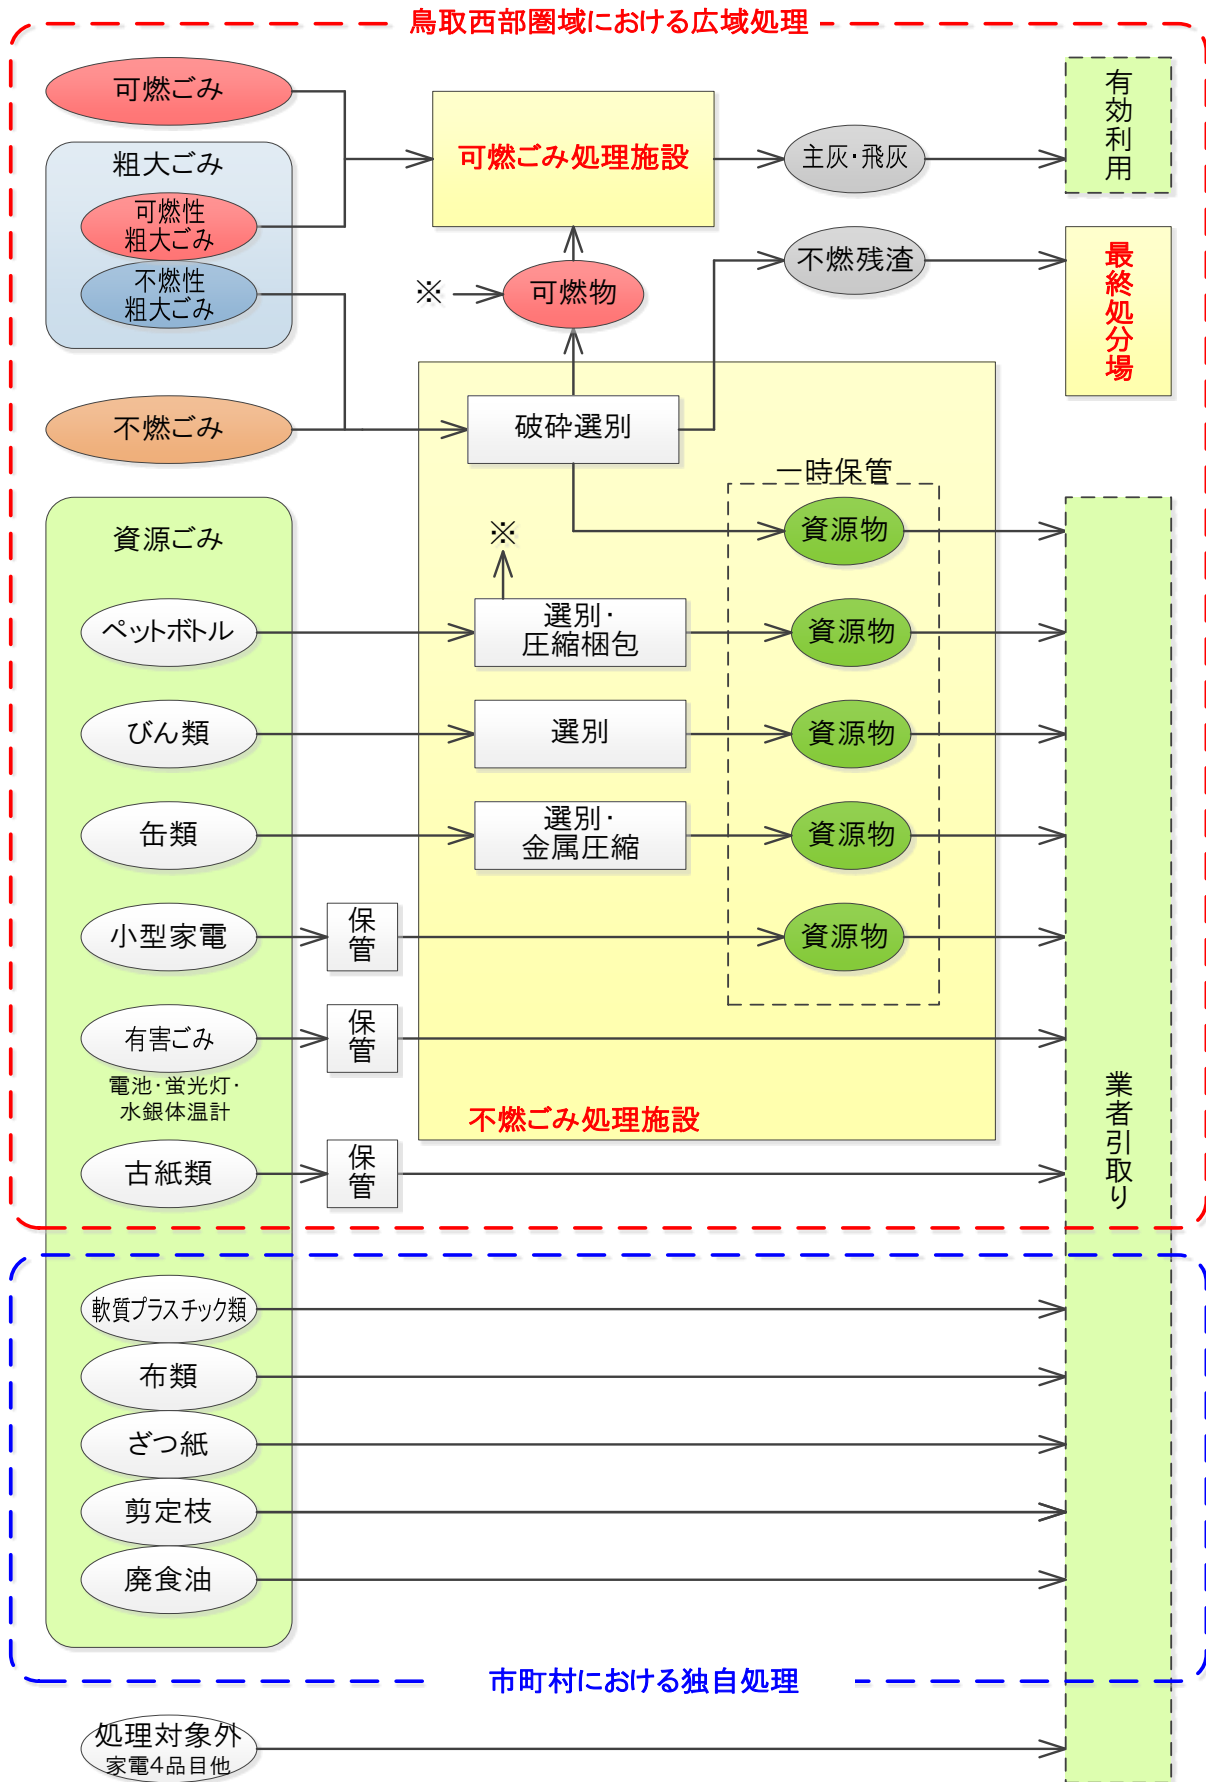 鳥取西部圏域における広域処理
可燃ごみ
粗大ごみ
可燃性
粗大ごみ
不燃性
粗大ごみ
可燃ごみ処理施設
主灰・飛灰
有効利用
※
可燃物
不燃残渣
最終処分場
不燃ごみ
破砕選別
一時保管
資源物
資源ごみ
※
ペットボトル
選別・
圧縮梱包
資源物
びん類
選別
資源物
缶類
選別・
金属圧縮
資源物
小型家電
保管
資源物
有害ごみ
電池・蛍光灯・
水銀体温計
保管
不燃ごみ処理施設
古紙類
保管
業者引取り
軟質プラスチック類
布類
ざつ紙
剪定枝
廃食油
市町村における独自処理
処理対象外
家電4品目他